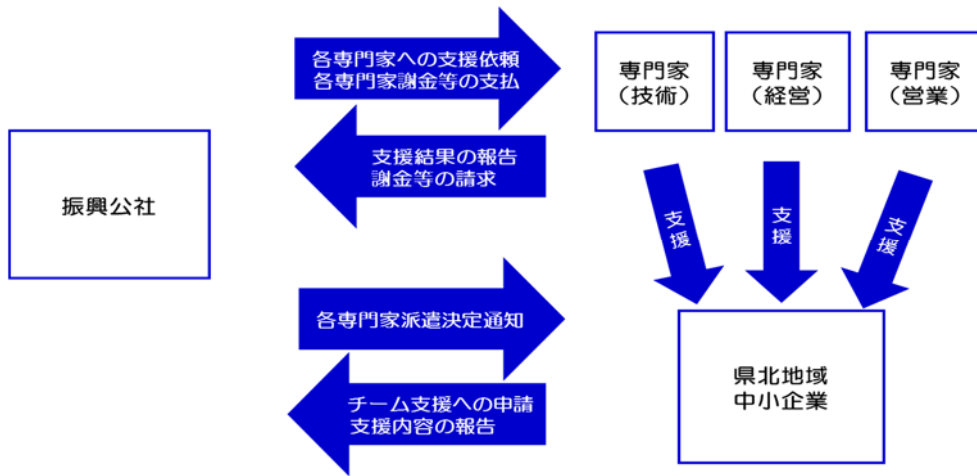 各専門家への支援依頼
各専門家謝金等の支払
専門家
(技術)
専門家
(経営)
専門家
(営業)
支援結果の報告
謝金等の請求
振興公社
支援
支援
支援
各専門家派遣決定通知
チーム支援への申請
支援内容の報告
県北地域
中小企業